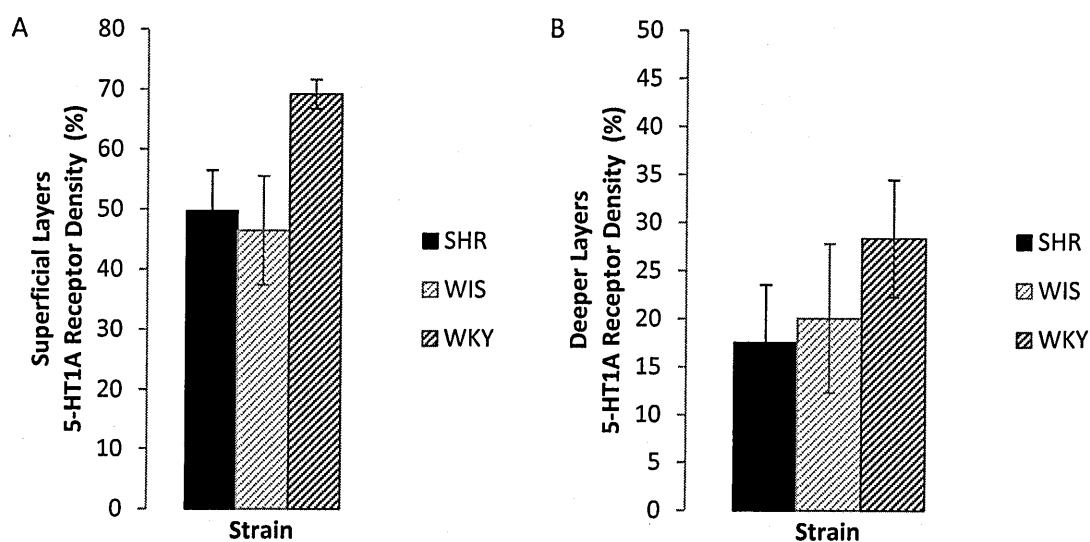 A
Superficial Layers
5-HT1A Receptor Density (%)
80
70
60
50
40
30
20
10
0
Strain
SHR
WIS
WKY
B
Deeper Layers
5-HT1A Receptor Density (%)
50
45
40
35
30
25
20
15
10
5
0
Strain
SHR
WIS
WKY